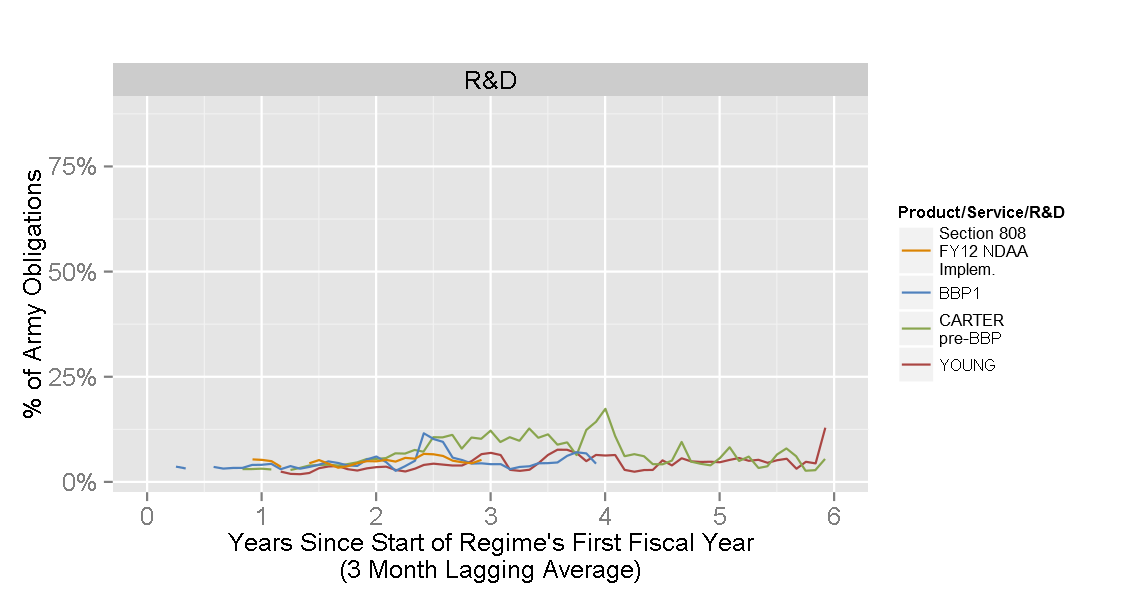 R&D
75%
50%
25%
0%
% of Army Obligations
0 1 2 3 4 5 6
Years Since Start of Regime's First Fiscal Year
(3 Month Lagging Average)
Product/Service/R&D
Section 808
FY12 NDAA
Implem.
BBP1
CARTER
pre-BBP
YOUNG